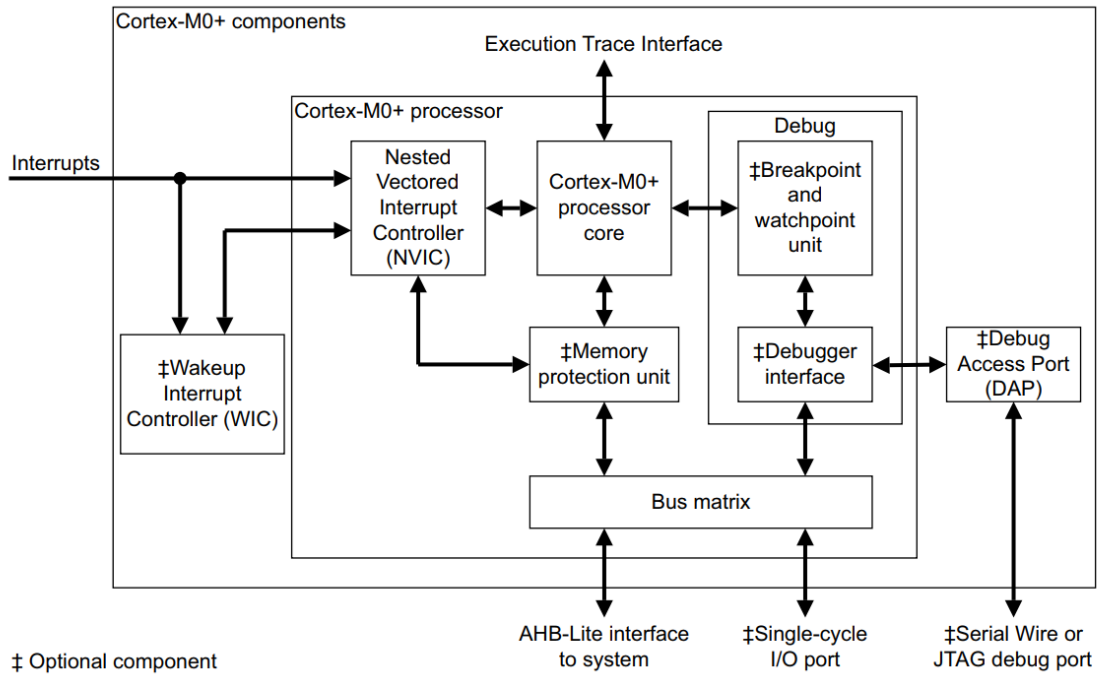 Cortex-M0+ components
Execution Trace Interface
Cortex-M0+ processor
Debug
Interrupts
Nested
Vectored
Interrupt
Controller
(NVIC)
Cortex-M0+
processor
core
‡Breakpoint
and
watchpoint
unit
‡Wakeup
Interrupt
Controller (WIC)
‡Memory
protection unit
‡Debugger
interface
‡Debug
Access Port
(DAP)
Bus matrix
AHB-Lite interface
to system
‡Single-cycle
I/O port
‡Serial Wire or
JTAG debug port
‡ Optional component